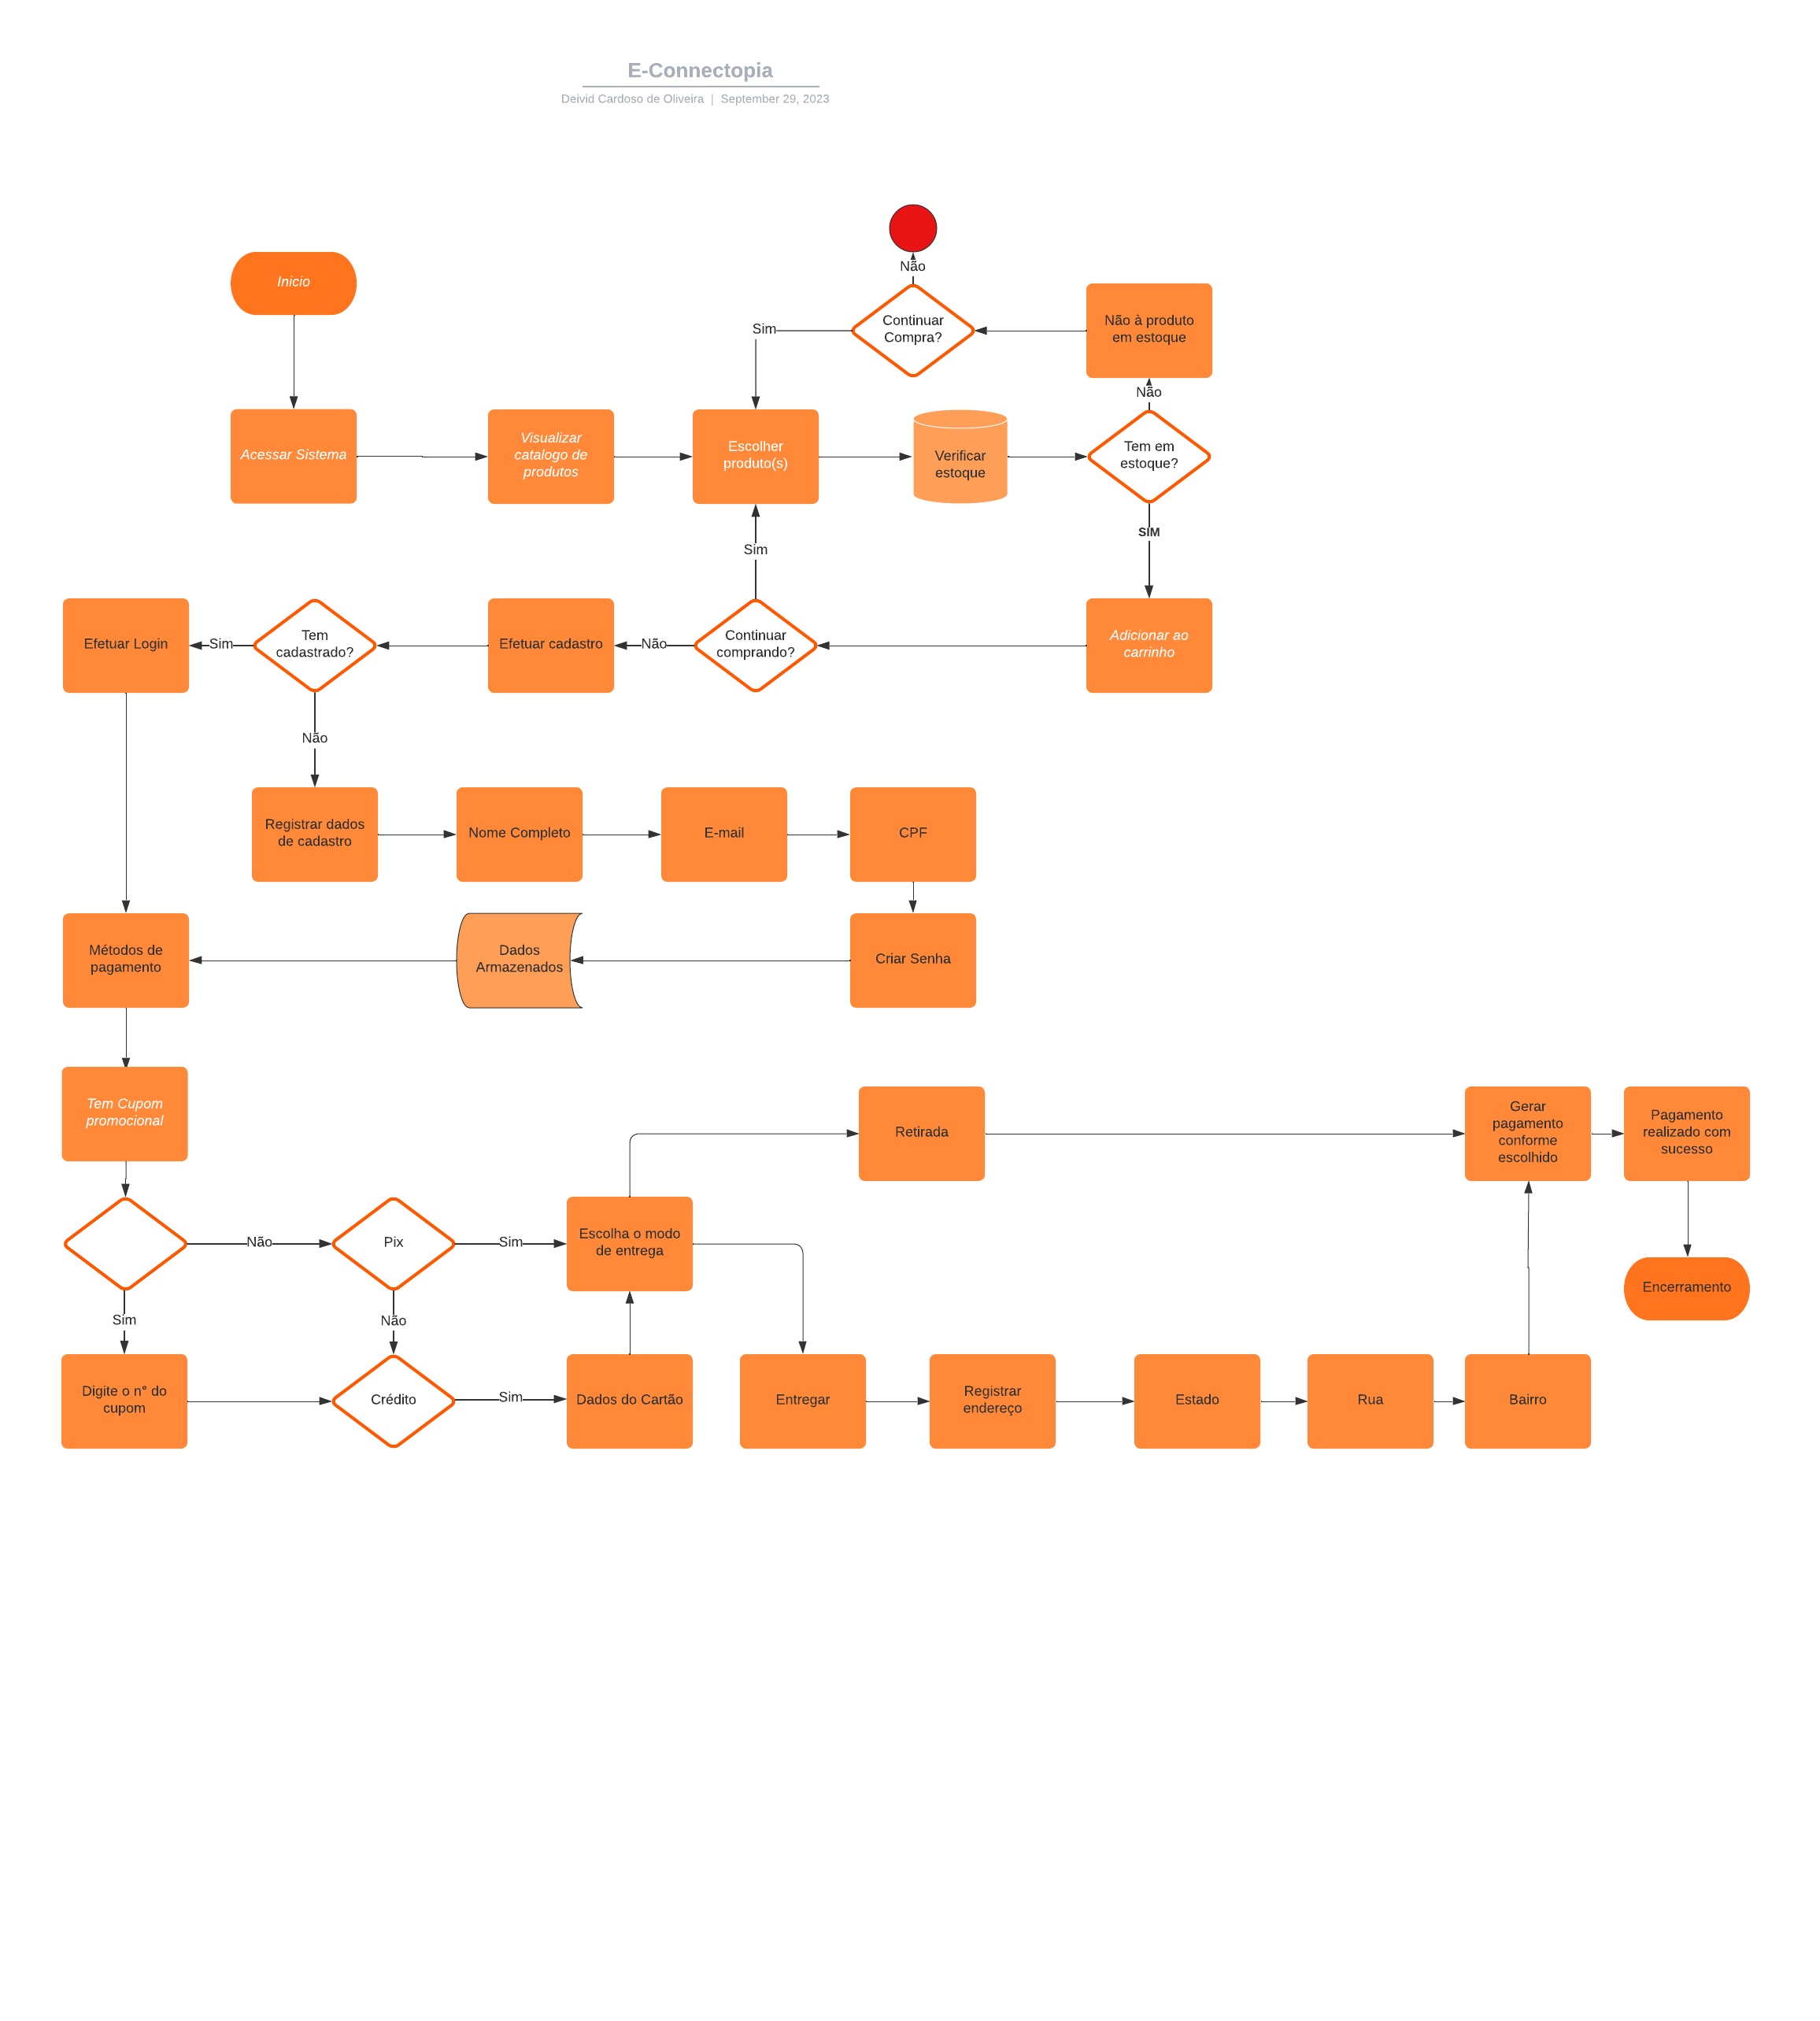 E-Connectopia
Deivid Cardoso de Oliveira | September 29, 2023
Inicio
Não
Continuar
Compra?
Sim
Não à produto
em estoque
Não
Acessar Sistema
Visualizar
catalogo de
produtos
Escolher
produto(s)
Verificar
estoque
Tem em
estoque?
SIM
Sim
Efetuar Login
Sim
Tem
cadastrado?
Efetuar cadastro
Não
Continuar
comprando?
Adicionar ao
carrinho
Não
Registrar dados
de cadastro
Nome Completo
E-mail
CPF
Métodos de
pagamento
Dados
Armazenados
Criar Senha
Tem Cupom
promocional
Retirada
Gerar
pagamento
conforme
escolhido
Pagamento
realizado com
sucesso
Não
Pix
Sim
Escolha o modo
de entrega
Encerramento
Sim
Não
Digite o n° do
cupom
Crédito
Sim
Dados do Cartão
Entregar
Registrar
endereço
Estado
Rua
Bairro